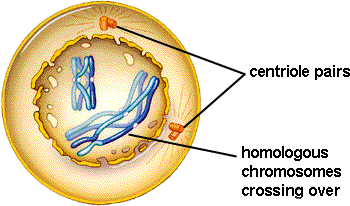 centriole pairs
homologous
chromosomes
crossing over